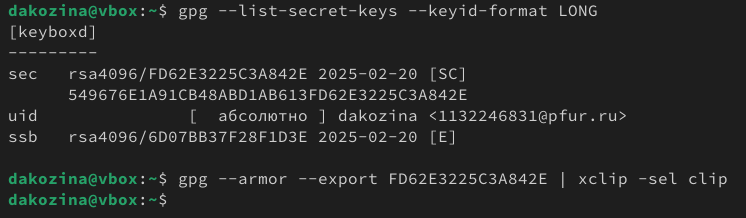 dakozina@vbox:~$ gpg --list-secret-keys --keyid-format LONG
[keyboxd]
---------
sec   rsa4096/FD62E3225C3A842E 2025-02-20 [SC]
      549676E1A91CB48ABD1AB613FD62E3225C3A842E
uid                 [  абсолютно ] dakozina <1132246831@pfur.ru>
ssb   rsa4096/6D07BB37F28F1D3E 2025-02-20 [E]
dakozina@vbox:~$ gpg --armor --export FD62E3225C3A842E | xclip -sel clip
dakozina@vbox:~$